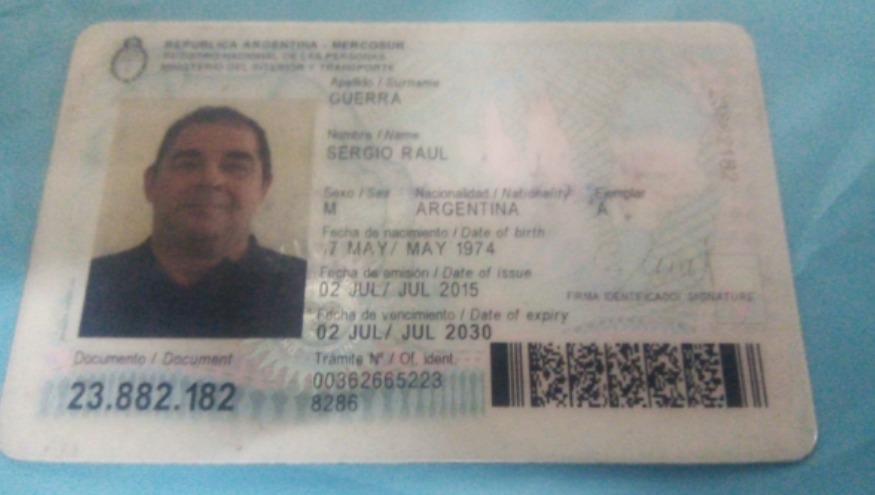 REPUBLICA ARGENTINA - MERCOSUR
REGISTRO NACIONAL DE LAS PERSONAS
MINISTERIO DEL INTERIOR Y TRANSPORTE
Apellido / Surname
GUERRA
Nombre / Name
SERGIO RAUL
Sexo / Sex Nacionalidad / Nationality Ejemplar
M ARGENTINA A
Fecha de nacimiento / Date of birth
MAY/ MAY 1974
Fecha de emisión / Date of issue
02 JUL/ JUL 2015
Fecha de vencimiento / Date of expiry
02 JUL/ JUL 2030
FIRMA IDENTIFICADO/ SIGNATURE
Documento / Document
23.882.182
Trámite Nº / Of. ident.
00362665223
8286